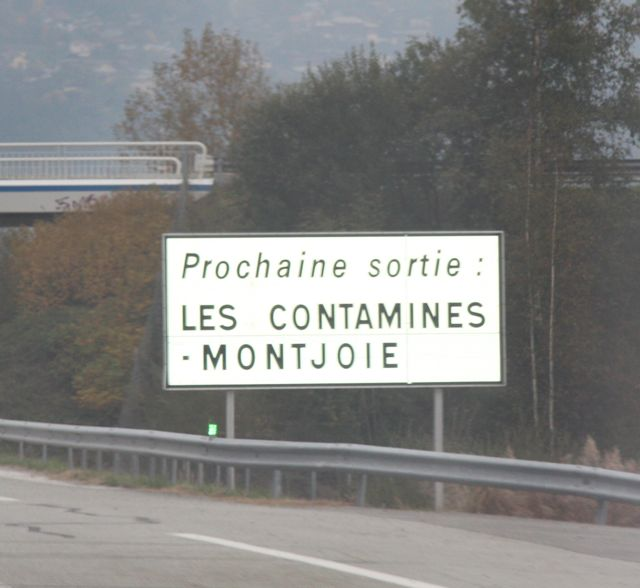 Prochaine sortie :
LES CONTAMINES
- MONTJOIE